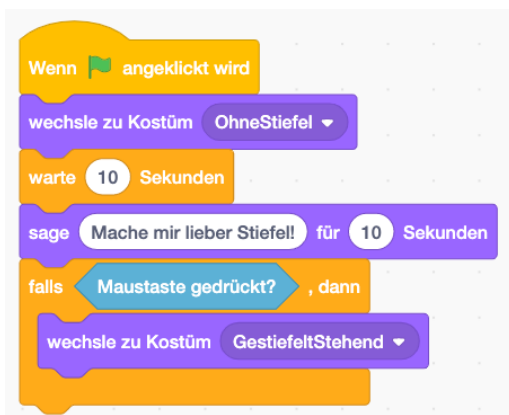 Wenn angeklickt wird
wechsle zu Kostüm OhneStiefel
warte 10 Sekunden
sage Mache mir lieber Stiefel! für 10 Sekunden
falls Maustaste gedrückt? , dann
wechsle zu Kostüm GestiefeltStehend